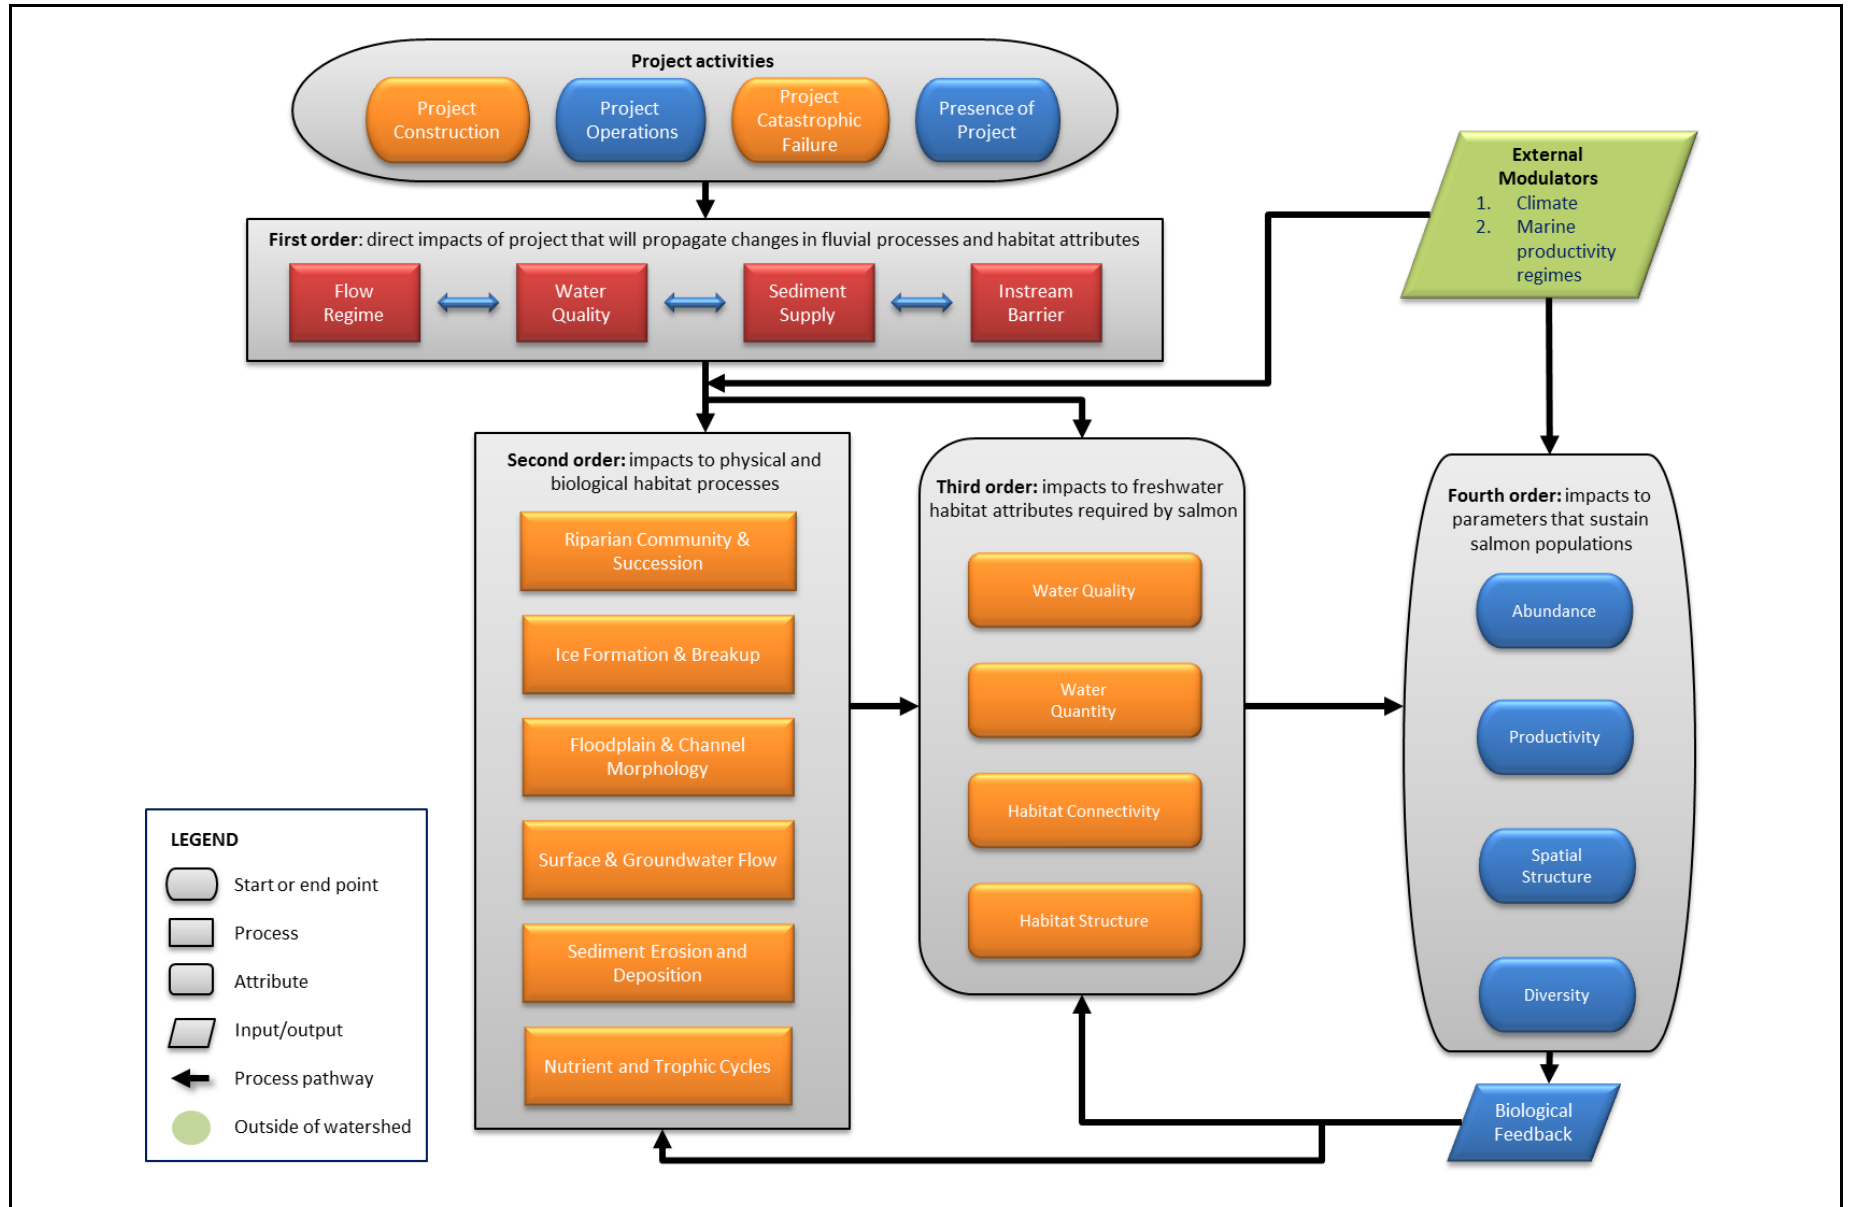 Project activities
Project
Construction
Project
Operations
Project
Catastrophic
Failure
Presence of
Project
External
Modulators
1. Climate
2. Marine
productivity
regimes
First order: direct impacts of project that will propagate changes in fluvial processes and habitat attributes
Flow
Regime
Water
Quality
Sediment
Supply
Instream
Barrier
Second order: impacts to physical and
biological habitat processes
Riparian Community &
Succession
Ice Formation & Breakup
Floodplain & Channel
Morphology
Surface & Groundwater Flow
Sediment Erosion and
Deposition
Nutrient and Trophic Cycles
Third order: impacts to freshwater
habitat attributes required by salmon
Water Quality
Water
Quantity
Habitat Connectivity
Habitat Structure
Fourth order: impacts to
parameters that sustain
salmon populations
Abundance
Productivity
Spatial
Structure
Diversity
Biological
Feedback
LEGEND
Start or end point
Process
Attribute
Input/output
Process pathway
Outside of watershed